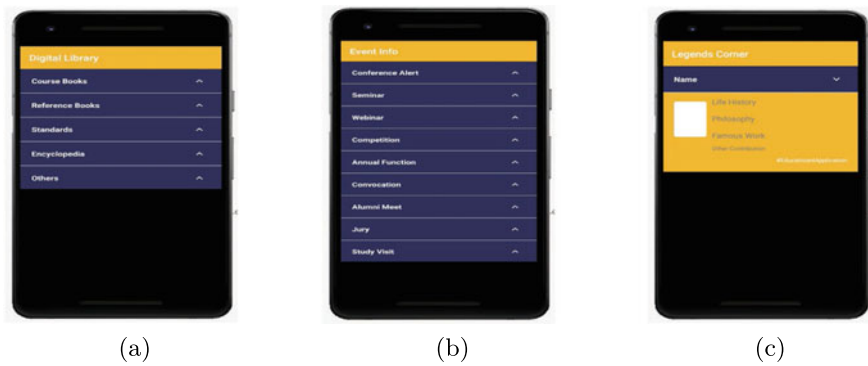 Digital Library
Course Books
Reference Books
Standards
Encyclopedia
Others
(a)
Event Info
Conference Alert
Seminar
Webinar
Competition
Annual Function
Convocation
Alumni Meet
Jury
Study Visit
(b)
Legends Corner
Name
Life History
Philosophy
Famous Work
Other Contribution
(c)